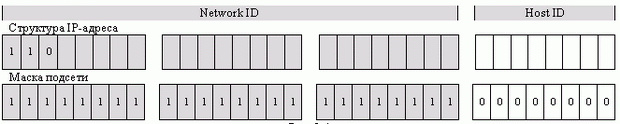 Network ID Host ID
Структура IP-адреса
1 1 0
Маска подсети
1 1 1 1 1 1 1 1 1 1 1 1 1 1 1 1 1 1 1 1 1 1 1 1 0 0 0 0 0 0 0 0